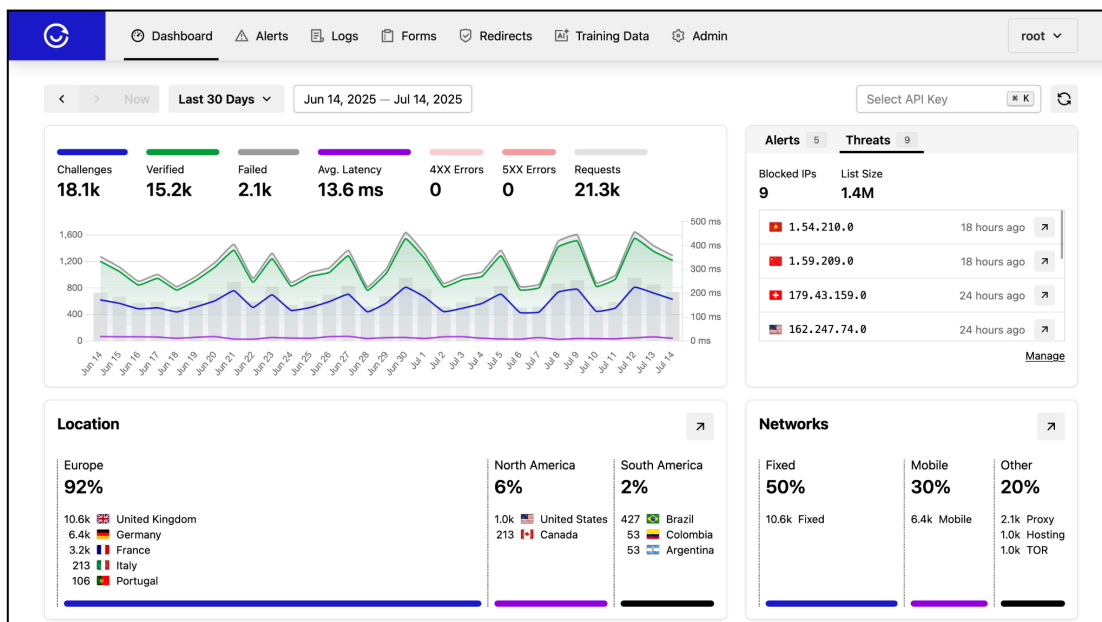 Dashboard Alerts Logs Forms Redirects Training Data Admin root
Now Last 30 Days Jun 14, 2025 — Jul 14, 2025 Select API Key ⌘ K
Challenges Verified Failed Avg. Latency 4XX Errors 5XX Errors Requests
18.1k 15.2k 2.1k 13.6 ms 0 0 21.3k
500 ms
1,600
400 ms
1,200
300 ms
800
200 ms
400
100 ms
0
0 ms
Jun 14 Jun 15 Jun 16 Jun 17 Jun 18 Jun 19 Jun 20 Jun 21 Jun 22 Jun 23 Jun 24 Jun 25 Jun 26 Jun 27 Jun 28 Jun 29 Jun 30 Jul 1 Jul 2 Jul 3 Jul 4 Jul 5 Jul 6 Jul 7 Jul 8 Jul 9 Jul 10 Jul 11 Jul 12 Jul 13 Jul 14
Alerts 5 Threats 9
Blocked IPs List Size
9 1.4M
1.54.210.0 18 hours ago
1.59.209.0 18 hours ago
179.43.159.0 24 hours ago
162.247.74.0 24 hours ago
Manage
Location
Europe
92%
10.6k United Kingdom
6.4k Germany
3.2k France
213 Italy
106 Portugal
North America
6%
1.0k United States
213 Canada
South America
2%
427 Brazil
53 Colombia
53 Argentina
Networks
Fixed
50%
10.6k Fixed
Mobile
30%
6.4k Mobile
Other
20%
2.1k Proxy
1.0k Hosting
1.0k TOR